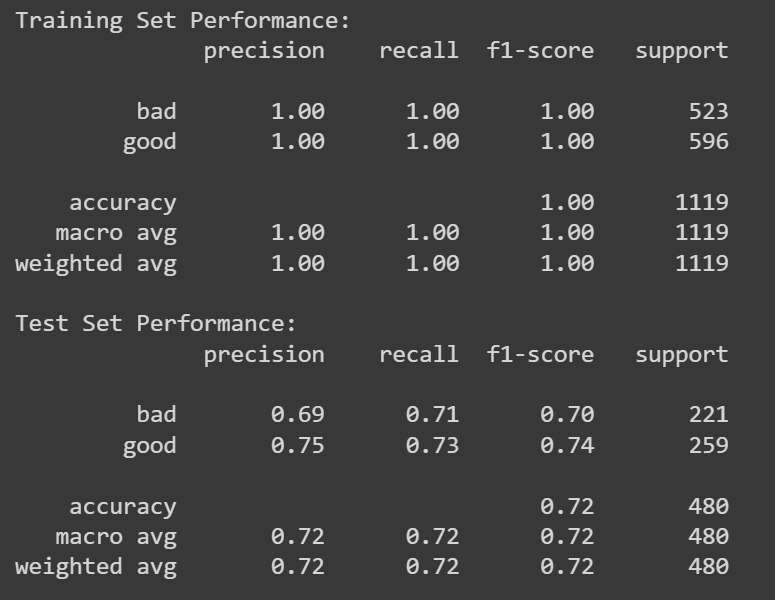 Training Set Performance:
precision recall f1-score support
bad 1.00 1.00 1.00 523
good 1.00 1.00 1.00 596
accuracy 1.00 1119
macro avg 1.00 1.00 1.00 1119
weighted avg 1.00 1.00 1.00 1119
Test Set Performance:
precision recall f1-score support
bad 0.69 0.71 0.70 221
good 0.75 0.73 0.74 259
accuracy 0.72 480
macro avg 0.72 0.72 0.72 480
weighted avg 0.72 0.72 0.72 480